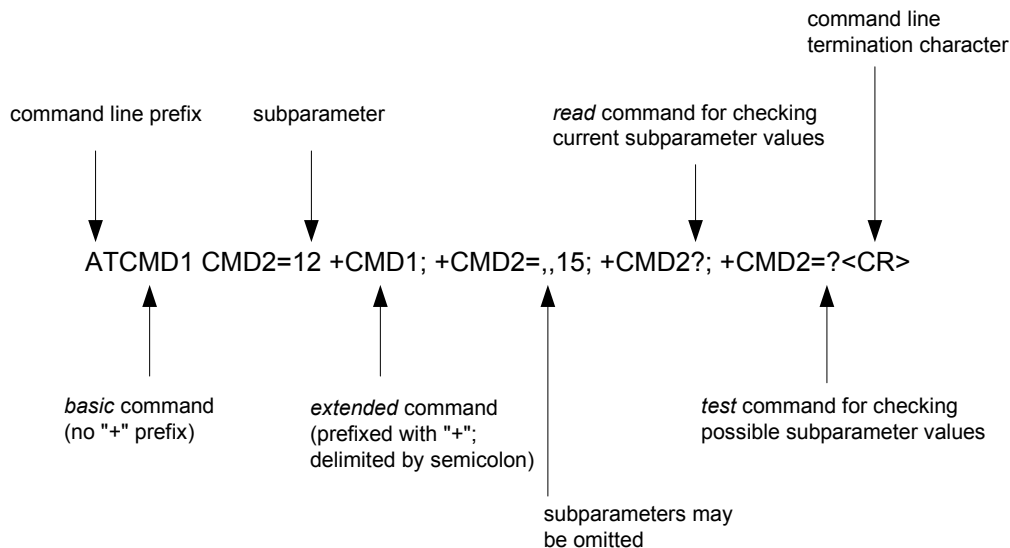 command line
termination character
command line prefix
subparameter
read command for checking
current subparameter values
ATCMD1 CMD2=12 +CMD1; +CMD2=,,15; +CMD2?; +CMD2=?<CR>
basic command
(no "+" prefix)
extended command
(prefixed with "+";
delimited by semicolon)
test command for checking
possible subparameter values
subparameters may
be omitted